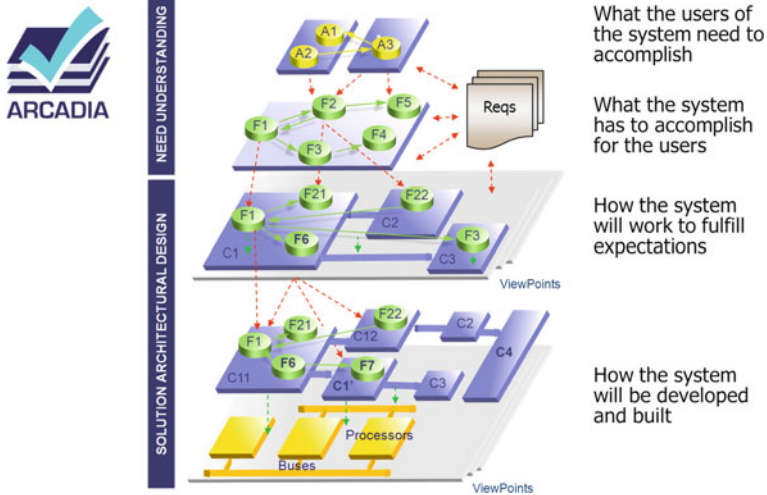 ARCADIA
NEED UNDERSTANDING
SOLUTION ARCHITECTURAL DESIGN
A1
A2
A3
Reqs
F1
F2
F5
F3
F4
What the users of
the system need to
accomplish
What the system
has to accomplish
for the users
F21
F22
F1
F6
C2
F3
C1
C3
ViewPoints
How the system
will work to fulfill
expectations
F21
F22
C2
F1
C12
C4
F6
F7
C11
C1'
C3
Processors
Buses
ViewPoints
How the system
will be developed
and built